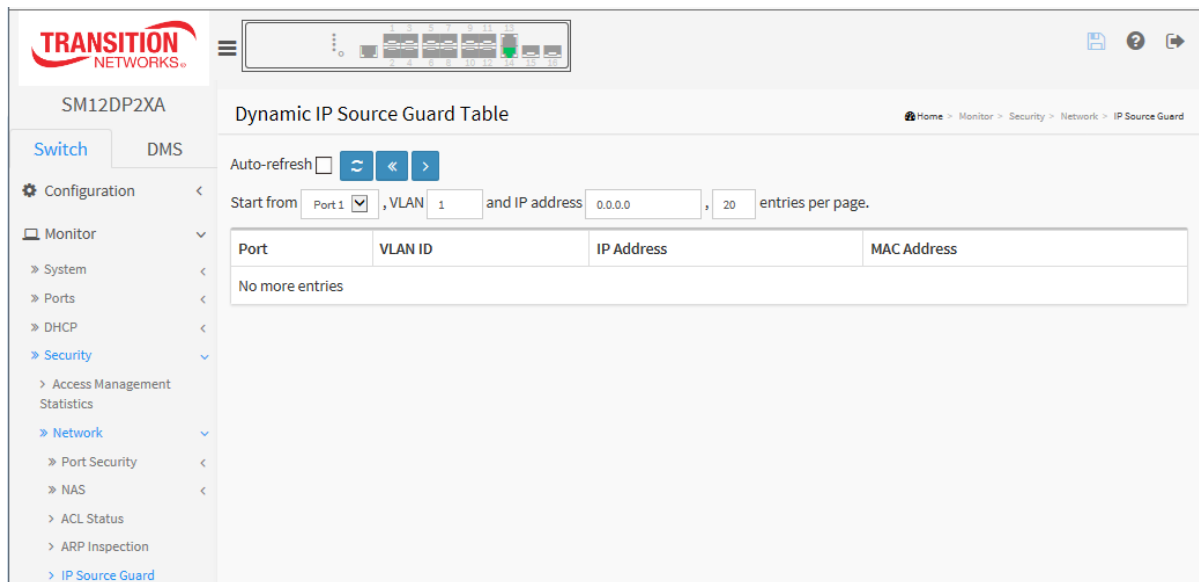 TRANSITION
NETWORKS®
1 3 5 7 9 11 13
2 4 6 8 10 12 14 15 16
SM12DP2XA
Switch DMS
Configuration
Monitor
» System
» Ports
» DHCP
» Security
> Access Management
Statistics
» Network
» Port Security
» NAS
> ACL Status
> ARP Inspection
> IP Source Guard
Dynamic IP Source Guard Table
Home > Monitor > Security > Network > IP Source Guard
Auto-refresh « >
Start from Port 1 , VLAN 1 and IP address 0.0.0.0 , 20 entries per page.
Port VLAN ID IP Address MAC Address
No more entries